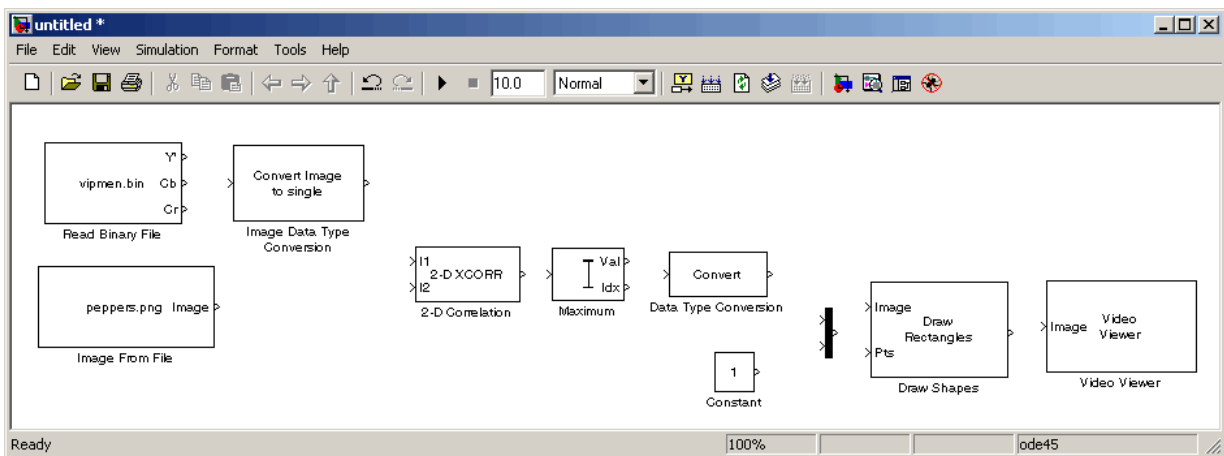 untitled *
File Edit View Simulation Format Tools Help
10.0 Normal
Y'
vipmen.bin Cb
Cr
Read Binary File
Convert Image
to single
Image Data Type
Conversion
peppers.png Image
Image From File
I1
2-D XCORR
I2
2-D Correlation
Val
Idx
Maximum
Convert
Data Type Conversion
1
Constant
Image
Draw
Rectangles
Pts
Draw Shapes
Image
Video
Viewer
Video Viewer
Ready 100% ode45